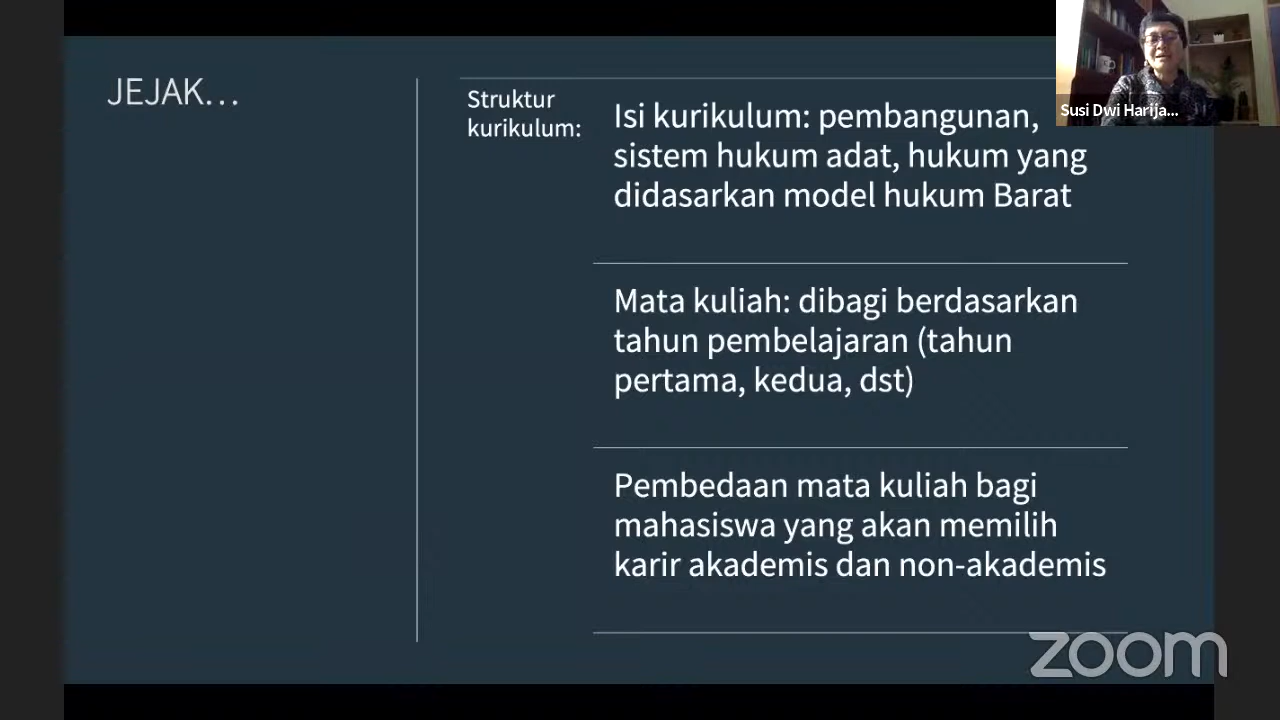 JEJAK...
Struktur
kurikulum:
Isi kurikulum: pembangunan,
sistem hukum adat, hukum yang
didasarkan model hukum Barat
Mata kuliah: dibagi berdasarkan
tahun pembelajaran (tahun
pertama, kedua, dst)
Pembedaan mata kuliah bagi
mahasiswa yang akan memilih
karir akademis dan non-akademis
Susi Dwi Harija...
zoom